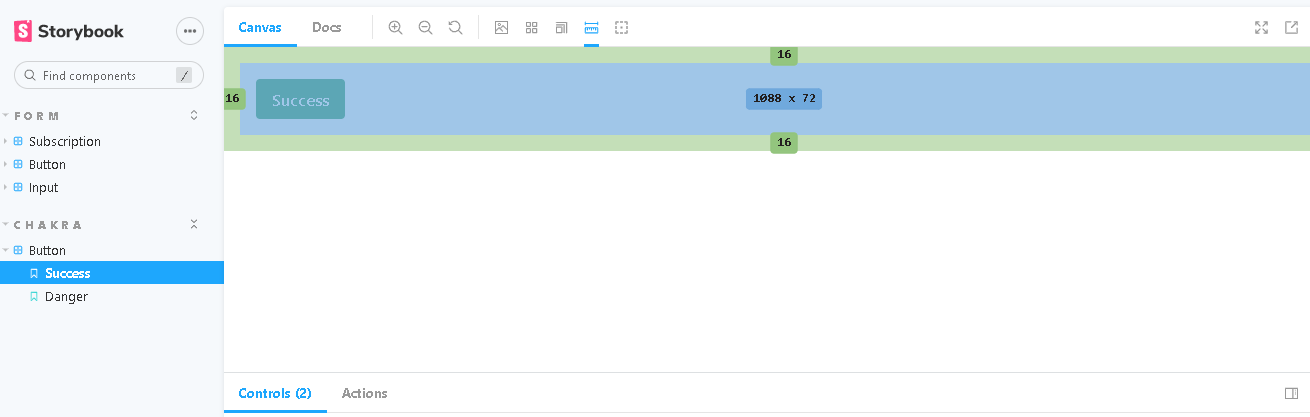 Storybook
Find components /
FORM
Subscription
Button
Input
CHAKRA
Button
Success
Danger
Canvas Docs
16
16 Success 1088 x 72
16
Controls (2) Actions